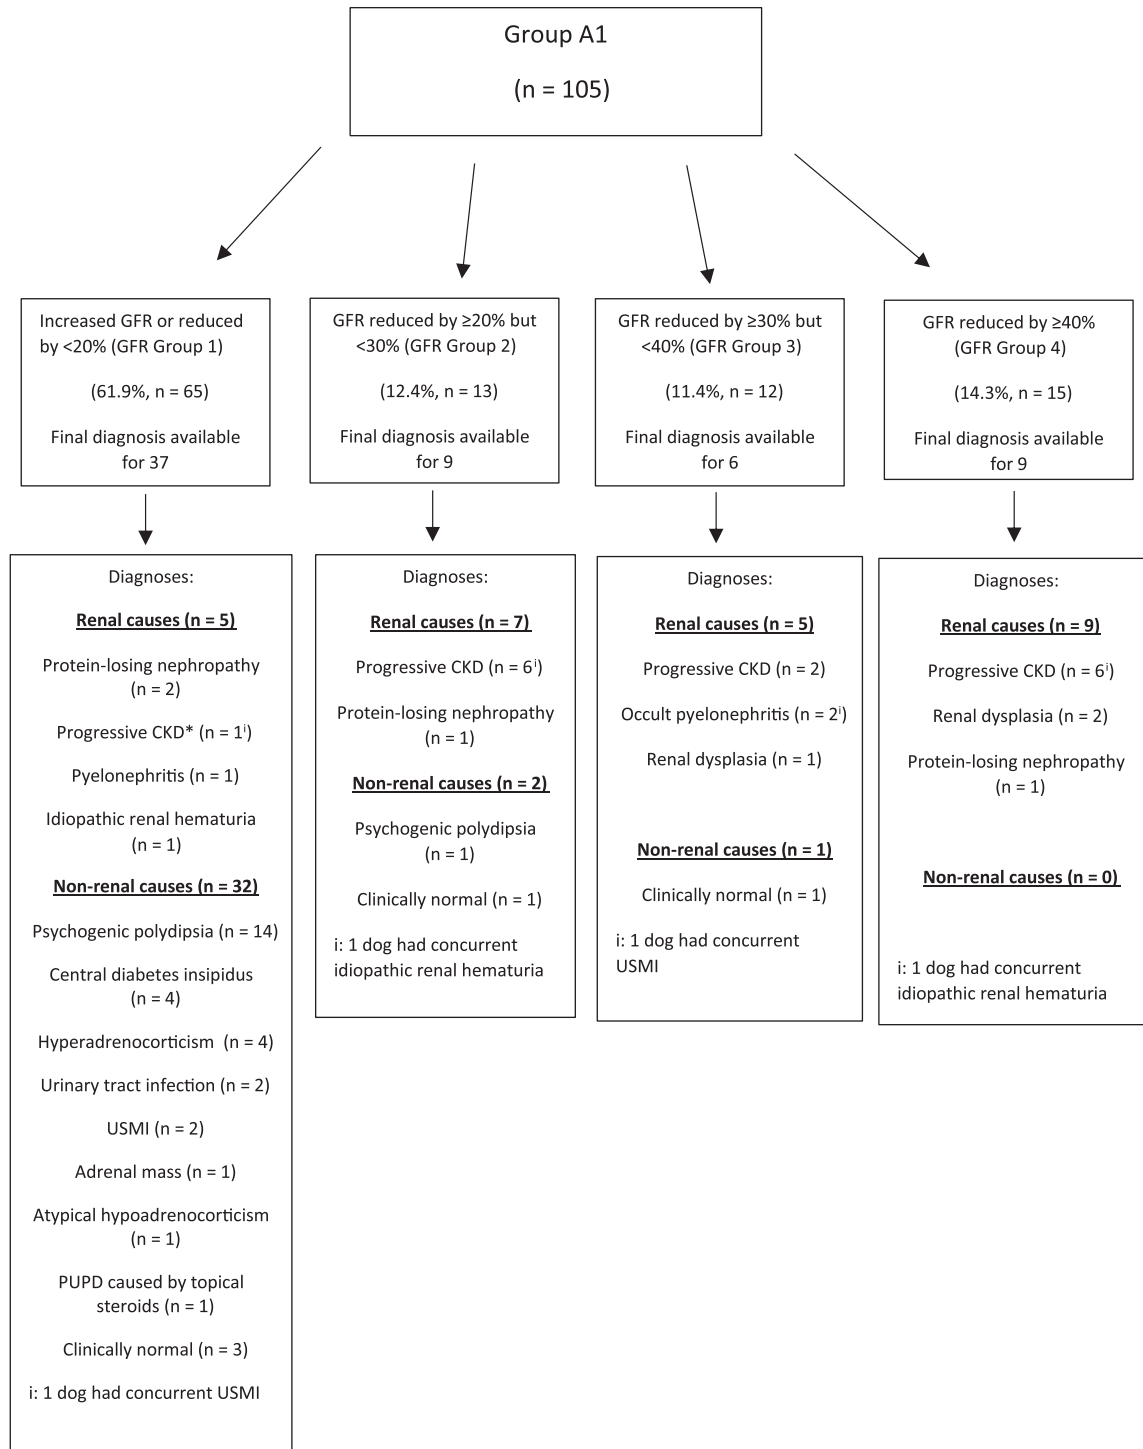 Group A1
(n = 105)
Increased GFR or reduced
by <20% (GFR Group 1)
(61.9%, n = 65)
Final diagnosis available
for 37
GFR reduced by ≥20% but
<30% (GFR Group 2)
(12.4%, n = 13)
Final diagnosis available
for 9
GFR reduced by ≥30% but
<40% (GFR Group 3)
(11.4%, n = 12)
Final diagnosis available
for 6
GFR reduced by ≥40%
(GFR Group 4)
(14.3%, n = 15)
Final diagnosis available
for 9
Diagnoses:
Renal causes (n = 5)
Protein-losing nephropathy
(n = 2)
Progressive CKD* (n = 1ⁱ)
Pyelonephritis (n = 1)
Idiopathic renal hematuria
(n = 1)
Non-renal causes (n = 32)
Psychogenic polydipsia (n = 14)
Central diabetes insipidus
(n = 4)
Hyperadrenocorticism (n = 4)
Urinary tract infection (n = 2)
USMI (n = 2)
Adrenal mass (n = 1)
Atypical hypoadrenocorticism
(n = 1)
PUPD caused by topical
steroids (n = 1)
Clinically normal (n = 3)
i: 1 dog had concurrent USMI
Diagnoses:
Renal causes (n = 7)
Progressive CKD (n = 6ⁱ)
Protein-losing nephropathy
(n = 1)
Non-renal causes (n = 2)
Psychogenic polydipsia
(n = 1)
Clinically normal (n = 1)
i: 1 dog had concurrent
idiopathic renal hematuria
Diagnoses:
Renal causes (n = 5)
Progressive CKD (n = 2)
Occult pyelonephritis (n = 2ⁱ)
Renal dysplasia (n = 1)
Non-renal causes (n = 1)
Clinically normal (n = 1)
i: 1 dog had concurrent
USMI
Diagnoses:
Renal causes (n = 9)
Progressive CKD (n = 6ⁱ)
Renal dysplasia (n = 2)
Protein-losing nephropathy
(n = 1)
Non-renal causes (n = 0)
i: 1 dog had concurrent
idiopathic renal hematuria